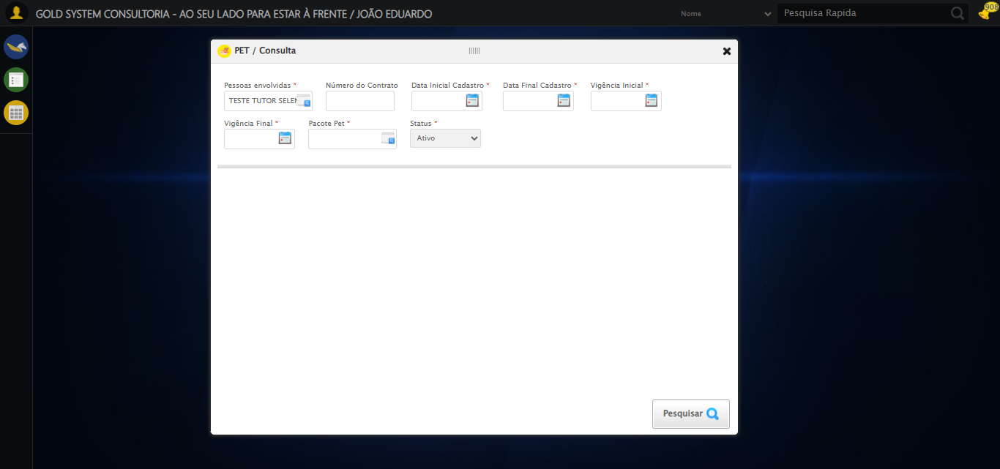 GOLD SYSTEM CONSULTORIA - AO SEU LADO PARA ESTAR À FRENTE / JOÃO EDUARDO
Nome
Pesquisa Rapida
908
PET / Consulta
Pessoas envolvidas * Número do Contrato Data Inicial Cadastro * Data Final Cadastro * Vigência Inicial *
TESTE TUTOR SELEN
Vigência Final * Pacote Pet * Status *
Ativo
Pesquisar